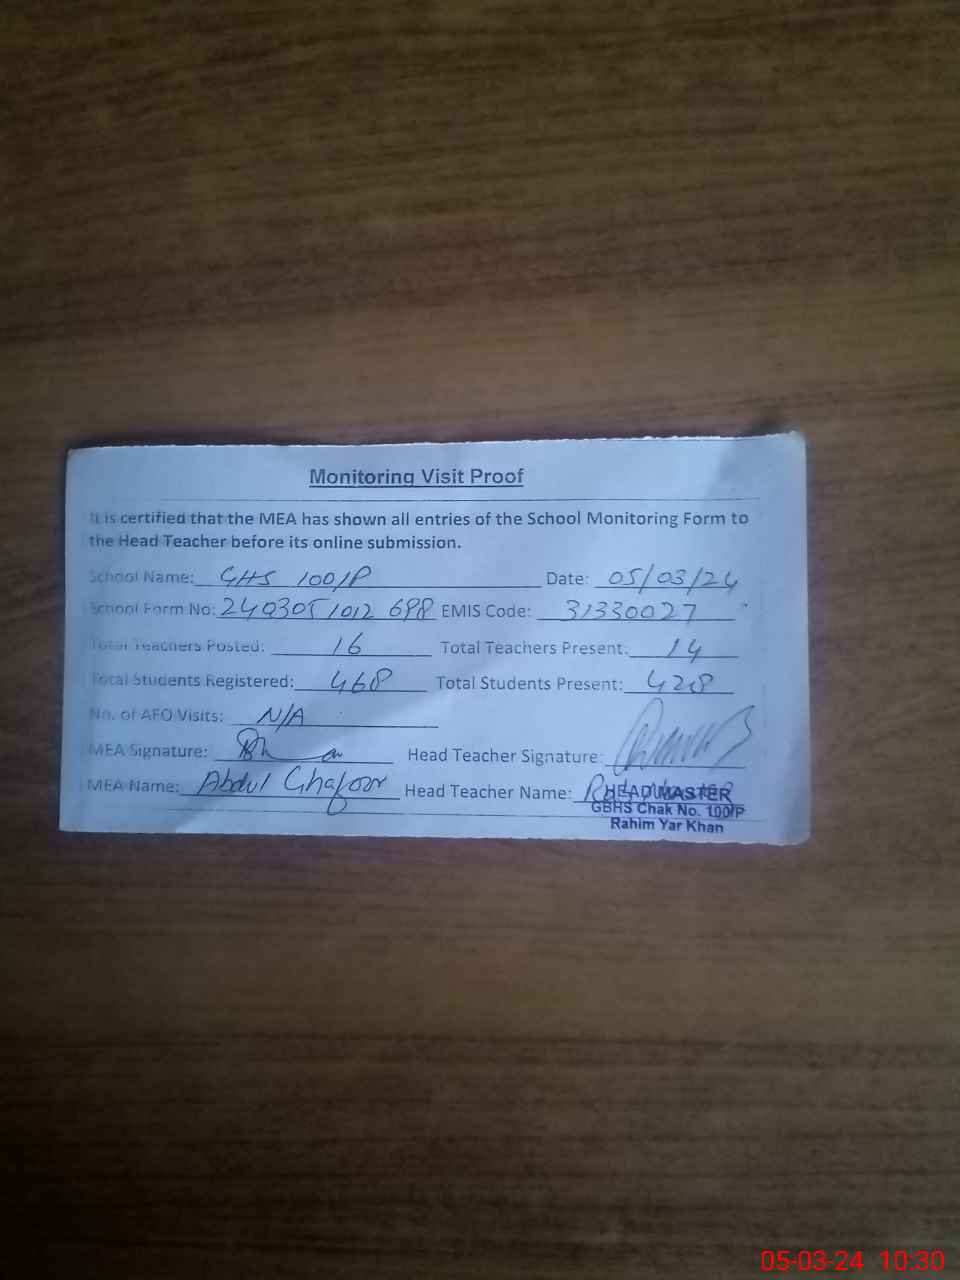 Monitoring Visit Proof
It is certified that the MEA has shown all entries of the School Monitoring Form to
the Head Teacher before its online submission.
School Name: GHS 100/P Date: 05/03/24
School Form No: 240305 1012 698 EMIS Code: 31330027
Total Teachers Posted: 16 Total Teachers Present: 14
Total Students Registered: 468 Total Students Present: 428
No. of AEO Visits: N/A
MEA Signature: Head Teacher Signature:
MEA Name: Abdul Ghafoor Head Teacher Name:
HEAD MASTER
GBHS Chak No. 100/P
Rahim Yar Khan
05-03-24 10:30